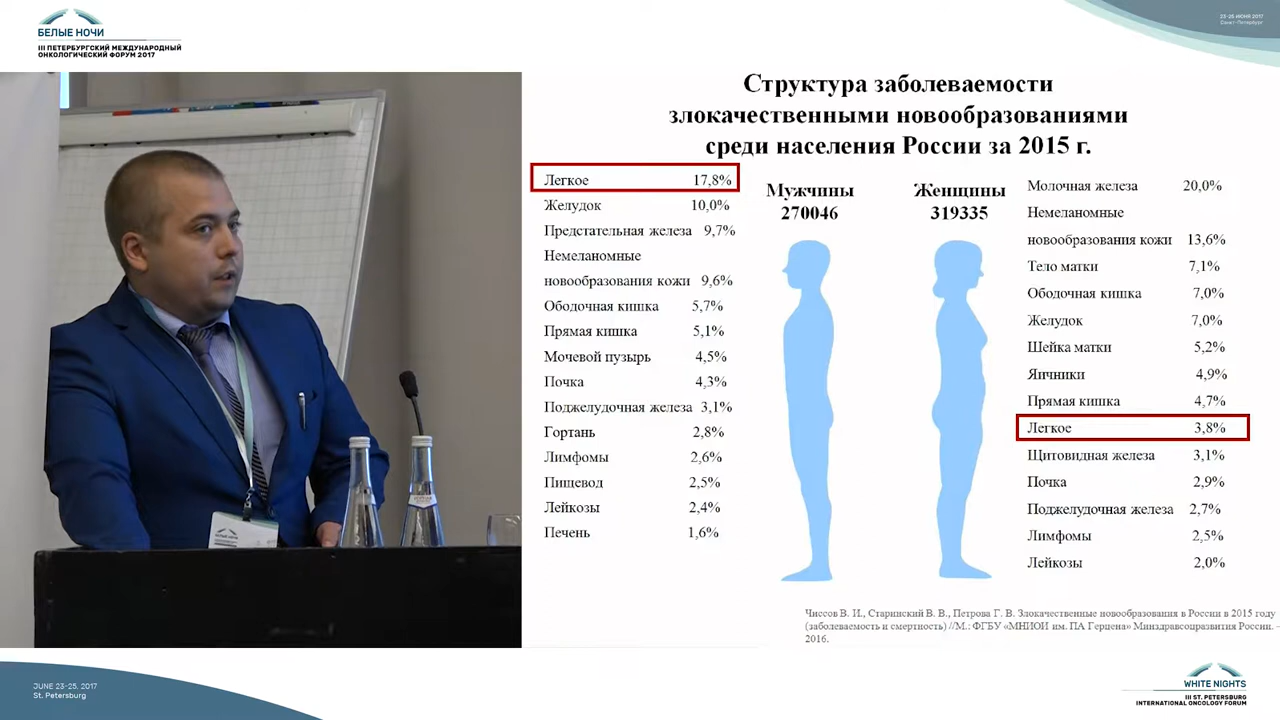 БЕЛЫЕ НОЧИ
III ПЕТЕРБУРГСКИЙ МЕЖДУНАРОДНЫЙ
ОНКОЛОГИЧЕСКИЙ ФОРУМ 2017
23-25 ИЮНЯ 2017
Санкт-Петербург
Структура заболеваемости
злокачественными новообразованиями
среди населения России за 2015 г.
Легкое 17,8%
Желудок 10,0%
Предстательная железа 9,7%
Немеланомные
новообразования кожи 9,6%
Ободочная кишка 5,7%
Прямая кишка 5,1%
Мочевой пузырь 4,5%
Почка 4,3%
Поджелудочная железа 3,1%
Гортань 2,8%
Лимфомы 2,6%
Пищевод 2,5%
Лейкозы 2,4%
Печень 1,6%
Мужчины
270046
Женщины
319335
Молочная железа 20,0%
Немеланомные
новообразования кожи 13,6%
Тело матки 7,1%
Ободочная кишка 7,0%
Желудок 7,0%
Шейка матки 5,2%
Яичники 4,9%
Прямая кишка 4,7%
Легкое 3,8%
Щитовидная железа 3,1%
Почка 2,9%
Поджелудочная железа 2,7%
Лимфомы 2,5%
Лейкозы 2,0%
Чиссов В. И., Старинский В. В., Петрова Г. В. Злокачественные новообразования в России в 2015 году
(заболеваемость и смертность) //М.: ФГБУ «МНИОИ им. ПА Герцена» Минздравсоцразвития России. –
2016.
БЕЛЫЕ НОЧИ
JUNE 23-25, 2017
St. Petersburg
WHITE NIGHTS
III ST. PETERSBURG
INTERNATIONAL ONCOLOGY FORUM